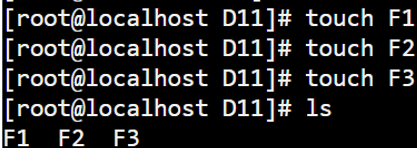 [root@localhost D11]# touch F1
[root@localhost D11]# touch F2
[root@localhost D11]# touch F3
[root@localhost D11]# ls
F1  F2  F3